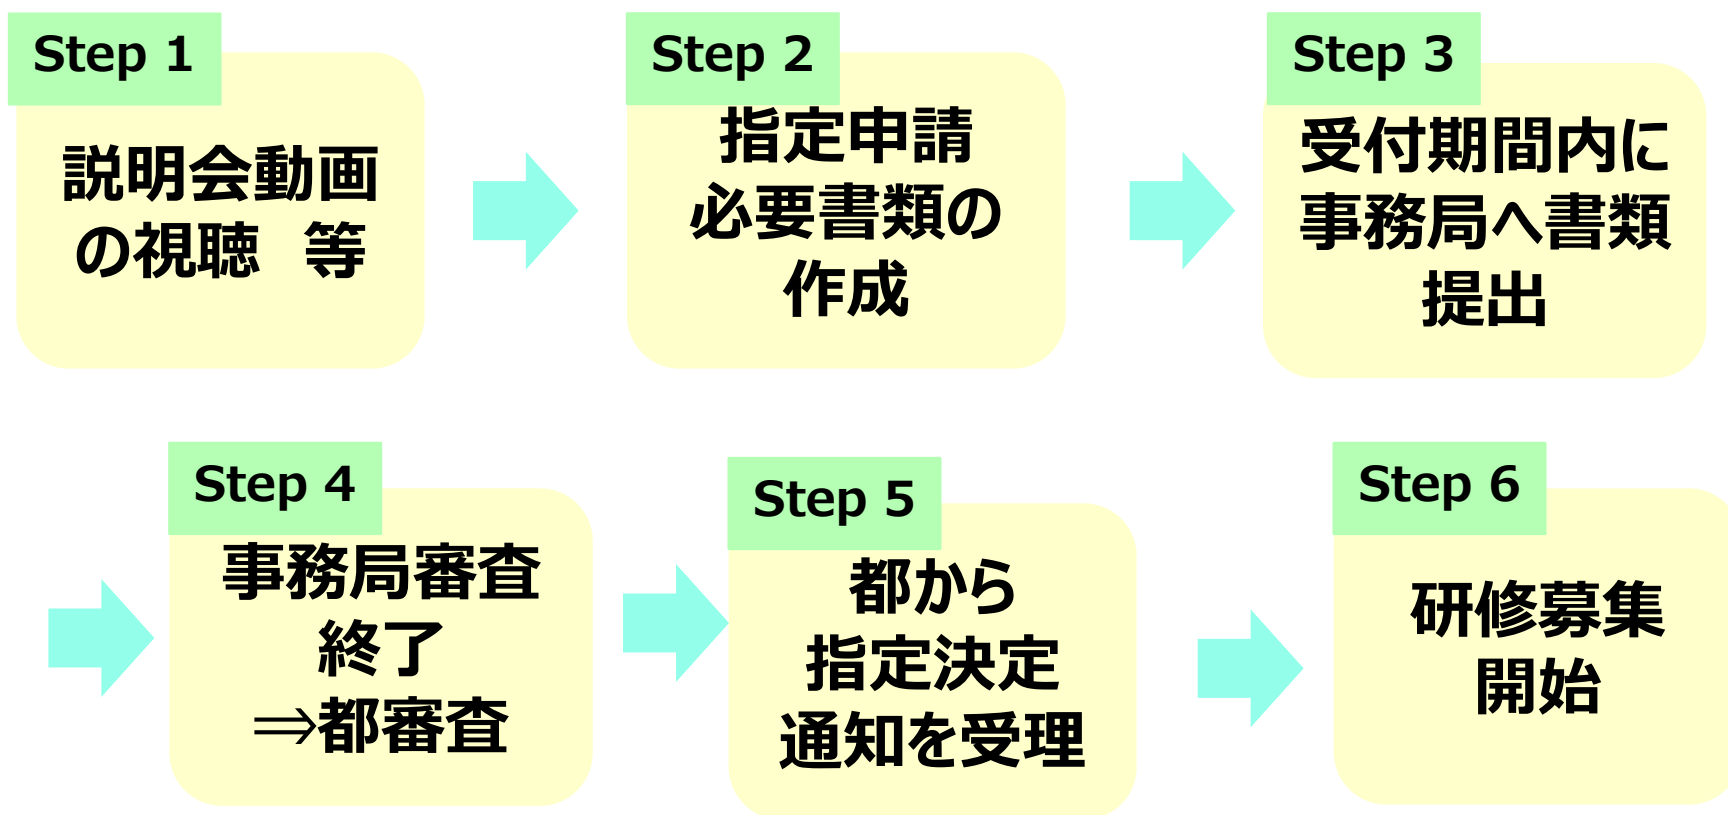 Step 1
説明会動画
の視聴　等
Step 2
指定申請
必要書類の
作成
Step 3
受付期間内に
事務局へ書類
提出
Step 4
事務局審査
終了
⇒都審査
Step 5
都から
指定決定
通知を受理
Step 6
研修募集
開始